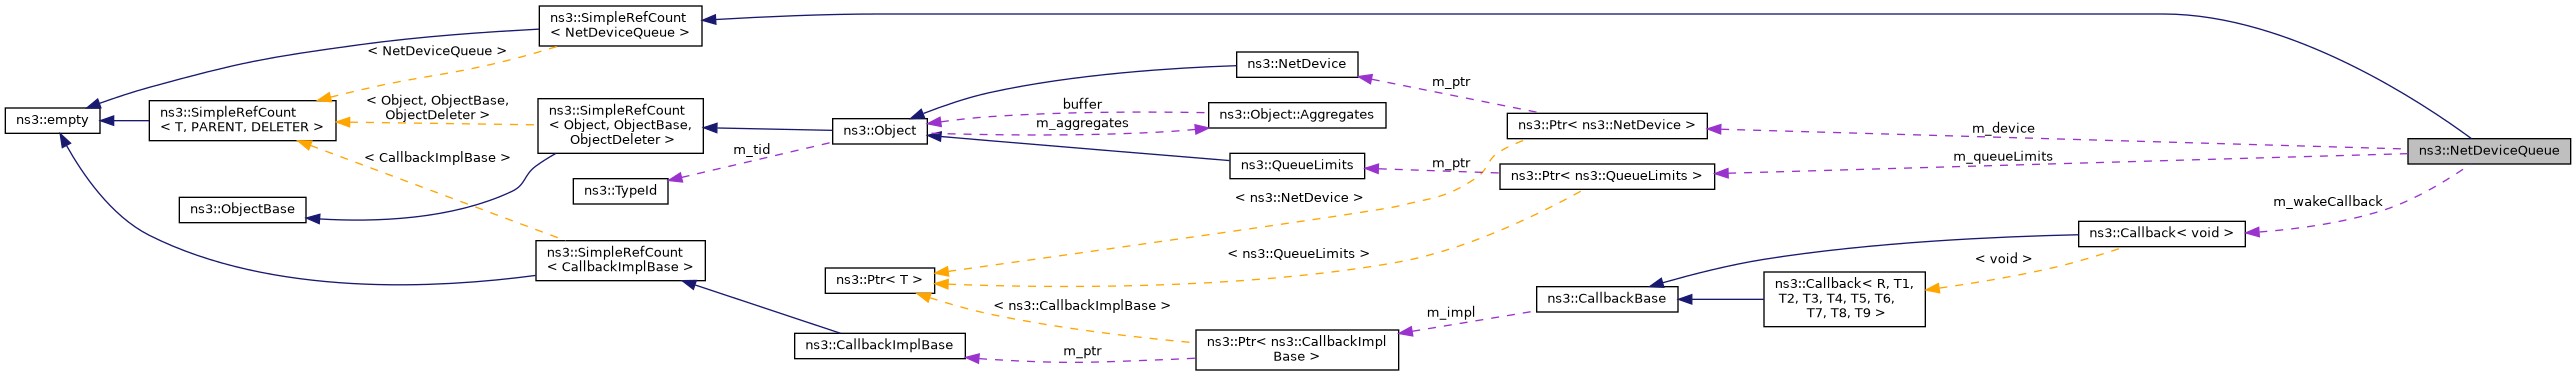 ns3::SimpleRefCount
< NetDeviceQueue >
< NetDeviceQueue >
ns3::NetDevice
m_ptr
ns3::empty
ns3::SimpleRefCount
< T, PARENT, DELETER >
< Object, ObjectBase,
ObjectDeleter >
ns3::SimpleRefCount
< Object, ObjectBase,
ObjectDeleter >
ns3::Object
buffer
m_aggregates
ns3::Object::Aggregates
ns3::Ptr< ns3::NetDevice >
m_device
ns3::NetDeviceQueue
m_queueLimits
< CallbackImplBase >
m_tid
ns3::QueueLimits
m_ptr
ns3::Ptr< ns3::QueueLimits >
ns3::TypeId
< ns3::NetDevice >
m_wakeCallback
ns3::ObjectBase
ns3::Callback< void >
ns3::SimpleRefCount
< CallbackImplBase >
< ns3::QueueLimits >
< void >
ns3::Ptr< T >
ns3::CallbackBase
ns3::Callback< R, T1,
T2, T3, T4, T5, T6,
T7, T8, T9 >
< ns3::CallbackImplBase >
m_impl
ns3::CallbackImplBase
m_ptr
ns3::Ptr< ns3::CallbackImpl
Base >